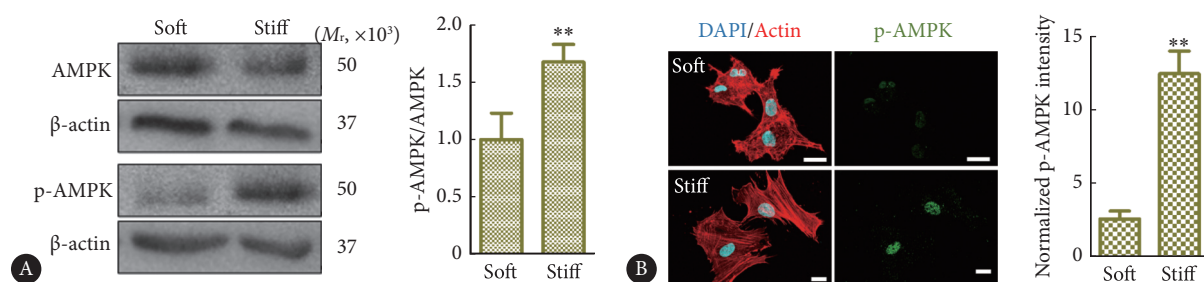 Soft Stiff (Mr, ×10³)
AMPK 50
β-actin 37
p-AMPK 50
β-actin 37
A
p-AMPK/AMPK
2.0
1.5
1.0
0.5
0
**
Soft Stiff
B
DAPI/Actin p-AMPK
Soft
Stiff
Normalized p-AMPK intensity
15
10
5
0
**
Soft Stiff